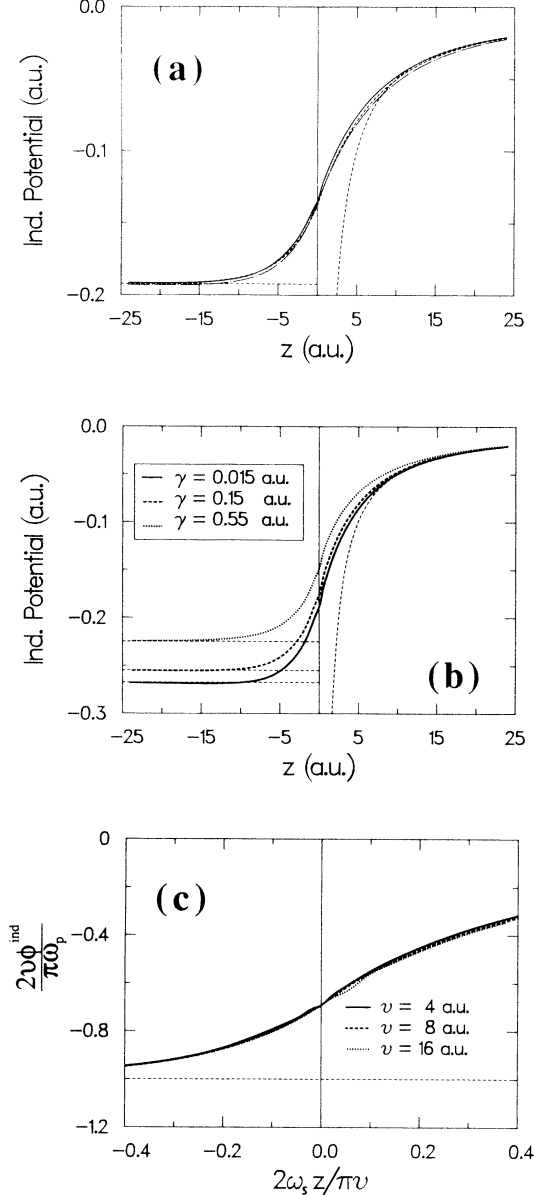 0.0
(a)
Ind. Potential (a.u.)
−0.1
−0.2
−25 −15 −5 5 15 25
z (a.u.)
0.0
γ = 0.015 a.u.
γ = 0.15 a.u.
γ = 0.55 a.u.
Ind. Potential (a.u.)
−0.1
−0.2
(b)
−0.3
−25 −15 −5 5 15 25
z (a.u.)
0
(c)
2υϕ^ind / πω_p
−0.4
υ = 4 a.u.
υ = 8 a.u.
υ = 16 a.u.
−0.8
−1.2
−0.4 −0.2 0.0 0.2 0.4
2ω_s z/πυ